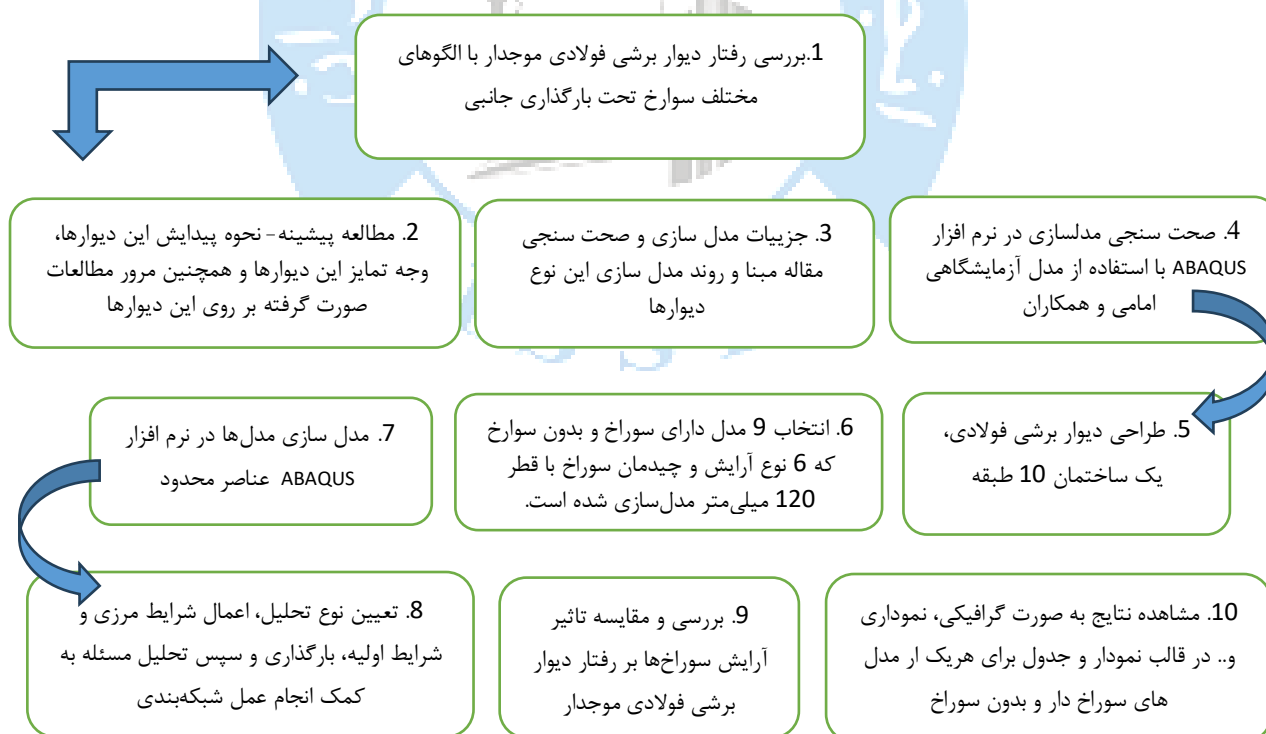 1.بررسی رفتار دیوار برشی فولادی موجدار با الگوهای
مختلف سوارخ تحت بارگذاری جانبی
2. مطالعه پیشینه- نحوه پیدایش این دیوارها،
وجه تمایز این دیوارها و همچنین مرور مطالعات
صورت گرفته بر روی این دیوارها
3. جزییات مدل سازی و صحت سنجی
مقاله مبنا و روند مدل سازی این نوع
دیوارها
4. صحت سنجی مدلسازی در نرم افزار
ABAQUS با استفاده از مدل آزمایشگاهی
امامی و همکاران
5. طراحی دیوار برشی فولادی،
یک ساختمان 10 طبقه
6. انتخاب 9 مدل دارای سوراخ و بدون سوارخ
که 6 نوع آرایش و چیدمان سوراخ با قطر
120 میلی‌متر مدل‌سازی شده است.
7. مدل سازی مدل‌ها در نرم افزار
ABAQUS عناصر محدود
8. تعیین نوع تحلیل، اعمال شرایط مرزی و
شرایط اولیه، بارگذاری و سپس تحلیل مسئله به
کمک انجام عمل شبکه‌بندی
9. بررسی و مقایسه تاثیر
آرایش سوراخ‌ها بر رفتار دیوار
برشی فولادی موجدار
10. مشاهده نتایج به صورت گرافیکی، نموداری
و.. در قالب نمودار و جدول برای هریک ار مدل
های سوراخ دار و بدون سوراخ